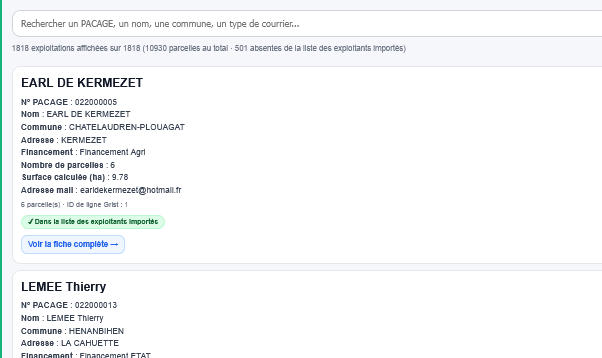 Rechercher un PACAGE, un nom, une commune, un type de courrier...
1818 exploitations affichées sur 1818 (10930 parcelles au total · 501 absentes de la liste des exploitants importés)
EARL DE KERMEZET
N° PACAGE : 022000005
Nom : EARL DE KERMEZET
Commune : CHATELAUDREN-PLOUAGAT
Adresse : KERMEZET
Financement : Financement Agri
Nombre de parcelles : 6
Surface calculée (ha) : 9.78
Adresse mail : earldekermezet@hotmail.fr
6 parcelle(s) · ID de ligne Grist : 1
✓ Dans la liste des exploitants importés
Voir la fiche complète →
LEMEE Thierry
N° PACAGE : 022000013
Nom : LEMEE Thierry
Commune : HENANBIHEN
Adresse : LA CAHUETTE
Financement : Financement ETAT